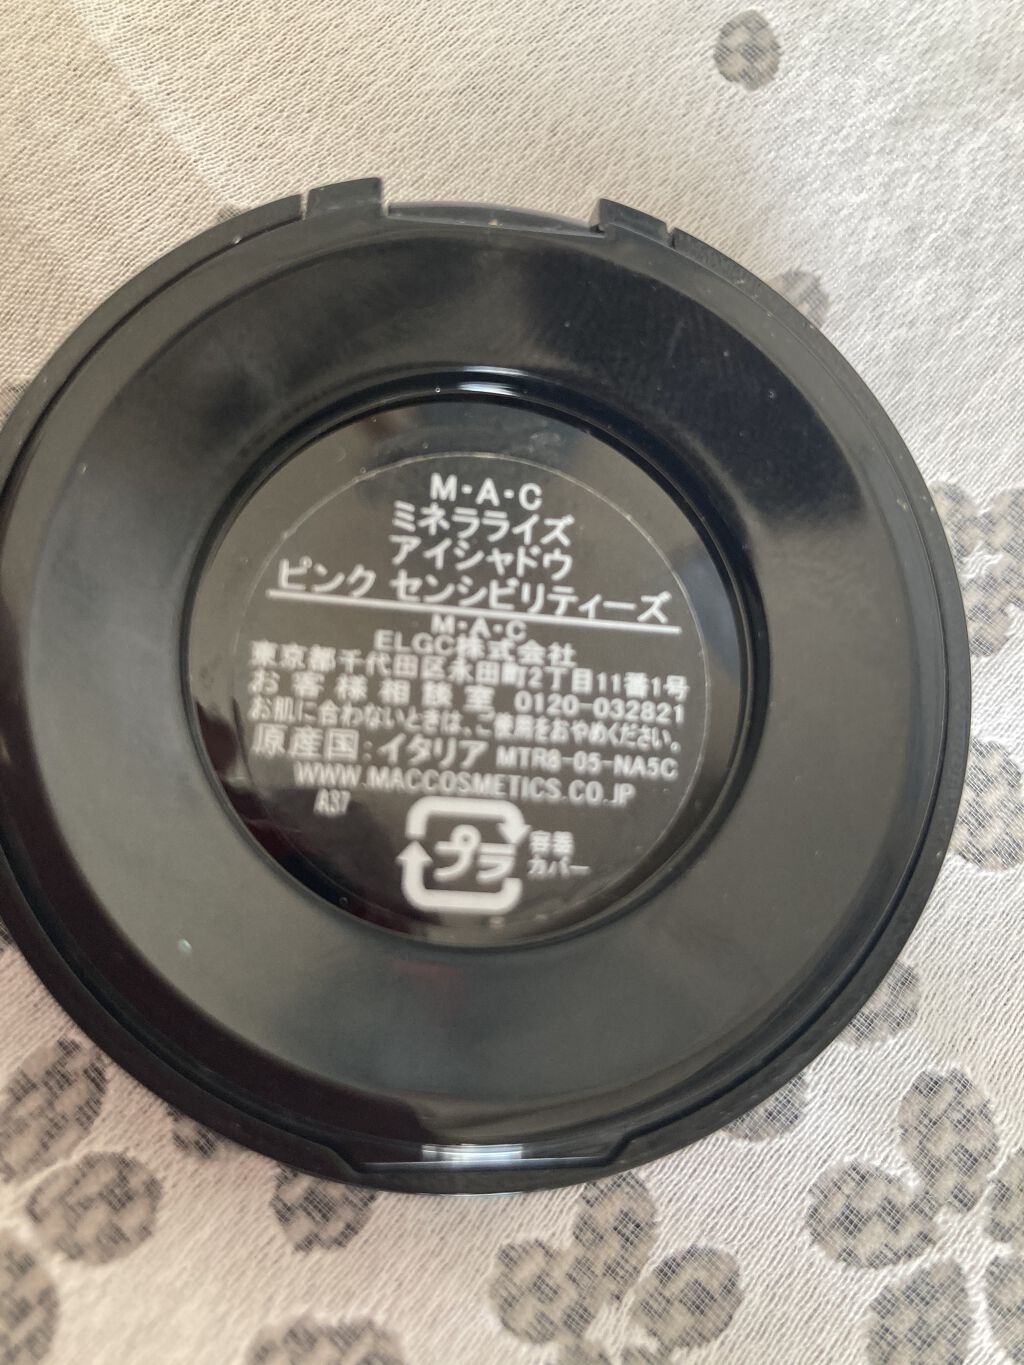 M・A・C
ミネラライズ
アイシャドウ
ピンク センシビリティーズ
M・A・C
ELGC株式会社
東京都千代田区永田町2丁目11番1号
お客様相談室 0120-032821
お肌に合わないときは、ご使用をおやめください。
原産国：イタリア MTR8-05-NA5C
WWW.MACCOSMETICS.CO.JP
A37
プラ
容器
カバー